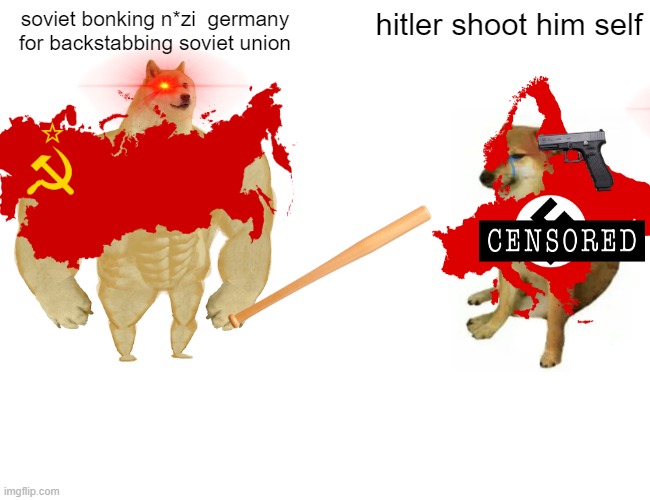 soviet bonking n*zi  germany
for backstabbing soviet union
hitler shoot him self
CENSORED
imgflip.com